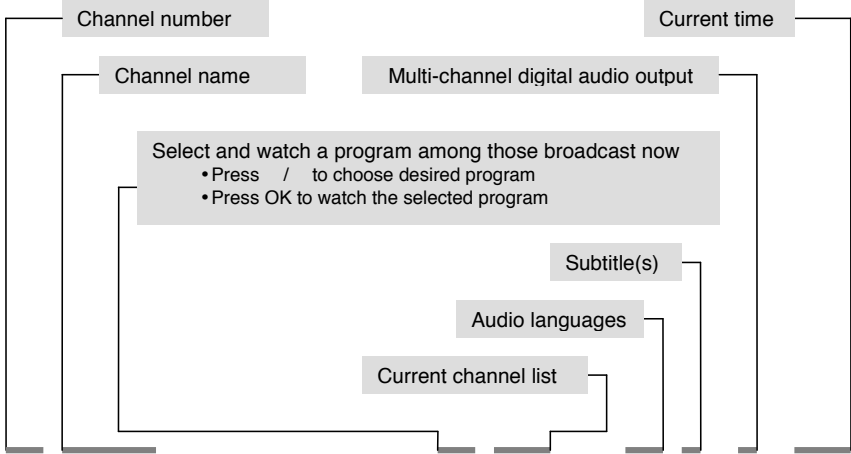 Channel number
Current time
Channel name
Multi-channel digital audio output
Select and watch a program among those broadcast now
•Press / to choose desired program
•Press OK to watch the selected program
Subtitle(s)
Audio languages
Current channel list